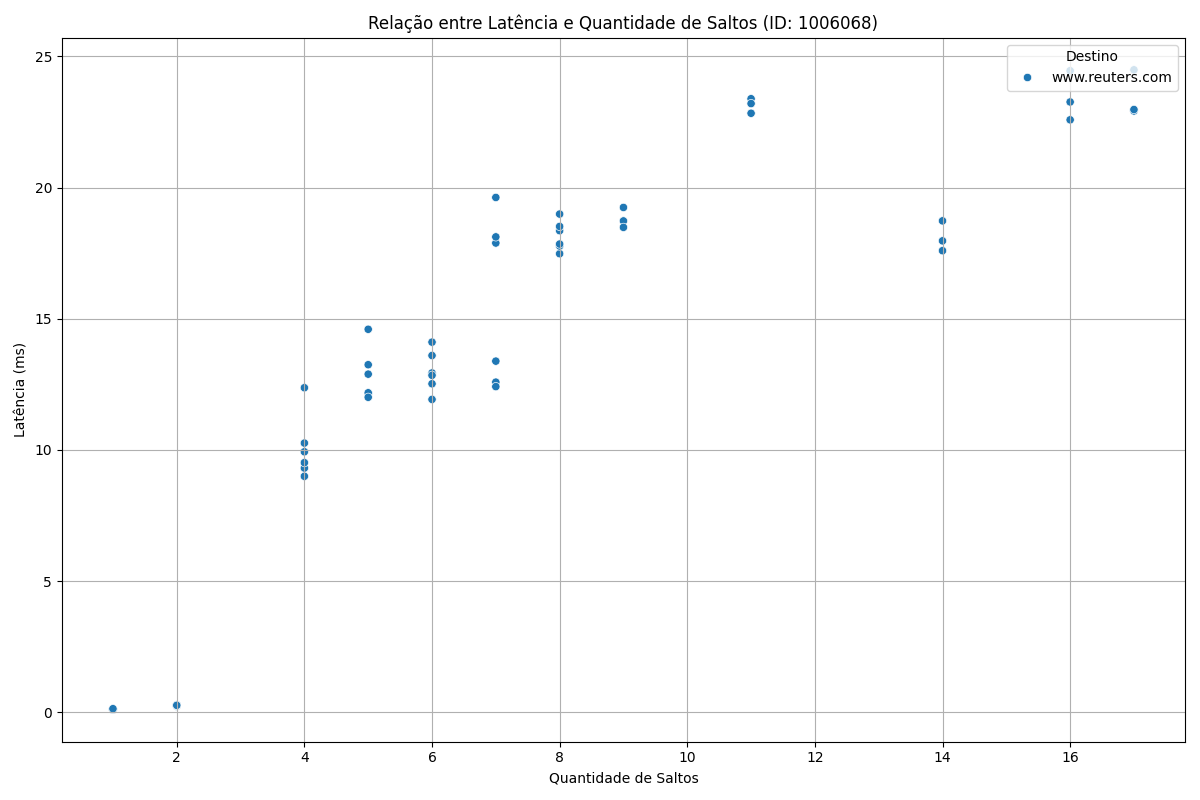 Relação entre Latência e Quantidade de Saltos (ID: 1006068)
Destino
www.reuters.com
Latência (ms)
25
20
15
10
5
0
2 4 6 8 10 12 14 16
Quantidade de Saltos